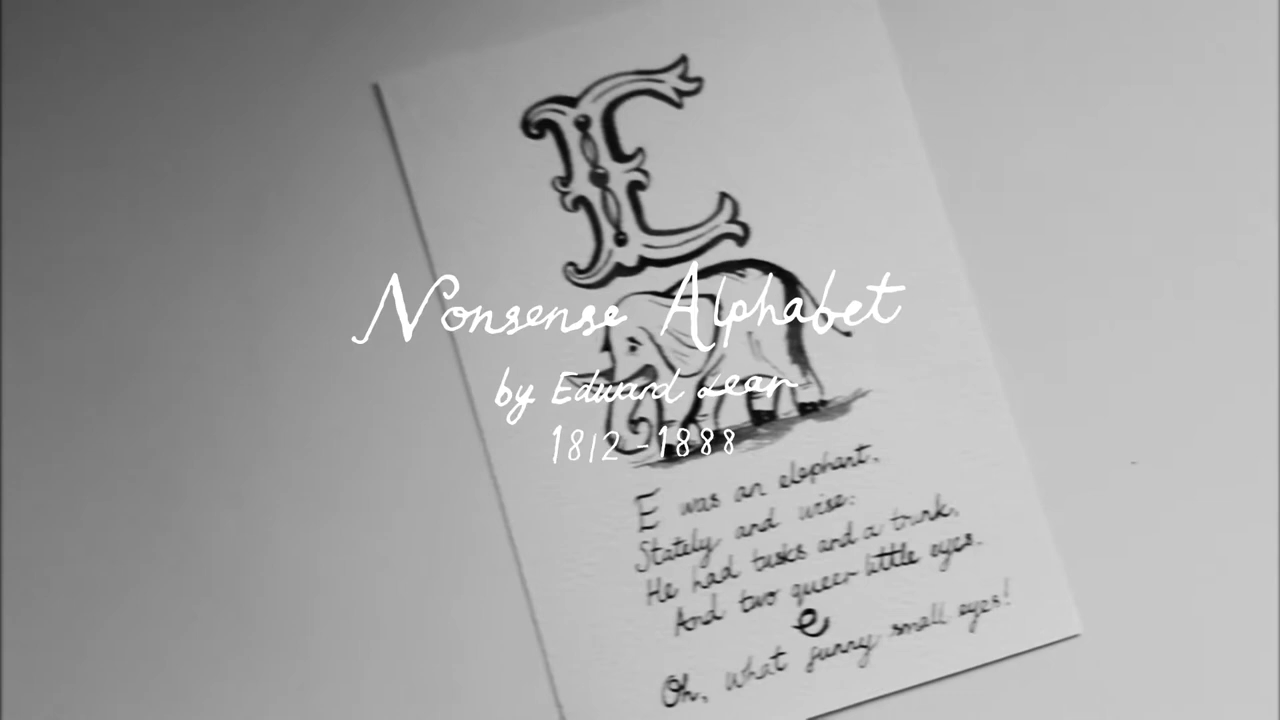 E
Nonsense Alphabet
by Edward Lear
1812-1888
E was an elephant,
Stately and wise:
He had tusks and a trunk,
And two queer little eyes.
e
Oh, what funny small eyes!